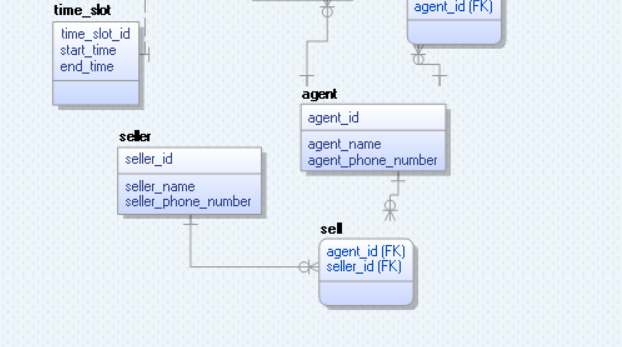 time_slot
time_slot_id
start_time
end_time
agent_id (FK)
agent
agent_id
agent_name
agent_phone_number
seller
seller_id
seller_name
seller_phone_number
sell
agent_id (FK)
seller_id (FK)